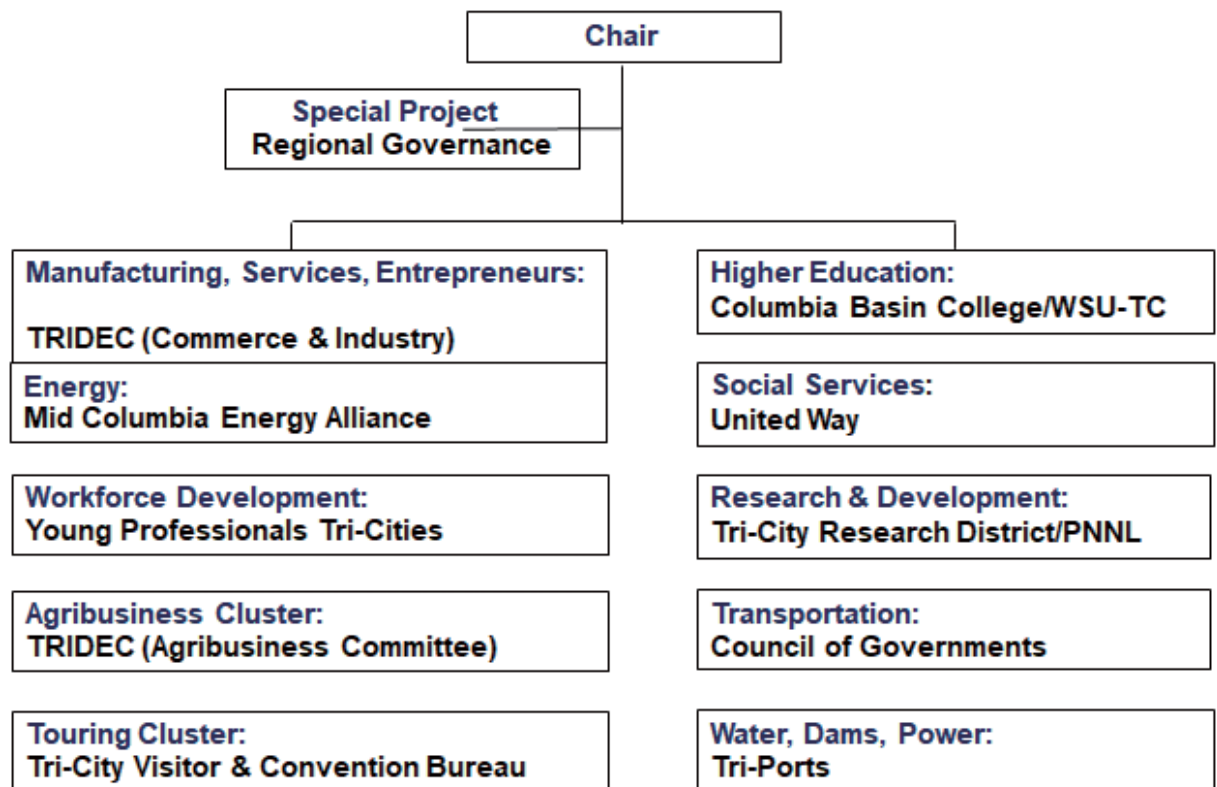 Chair
Special Project
Regional Governance
Manufacturing, Services, Entrepreneurs:
TRIDEC (Commerce & Industry)
Energy:
Mid Columbia Energy Alliance
Workforce Development:
Young Professionals Tri-Cities
Agribusiness Cluster:
TRIDEC (Agribusiness Committee)
Touring Cluster:
Tri-City Visitor & Convention Bureau
Higher Education:
Columbia Basin College/WSU-TC
Social Services:
United Way
Research & Development:
Tri-City Research District/PNNL
Transportation:
Council of Governments
Water, Dams, Power:
Tri-Ports